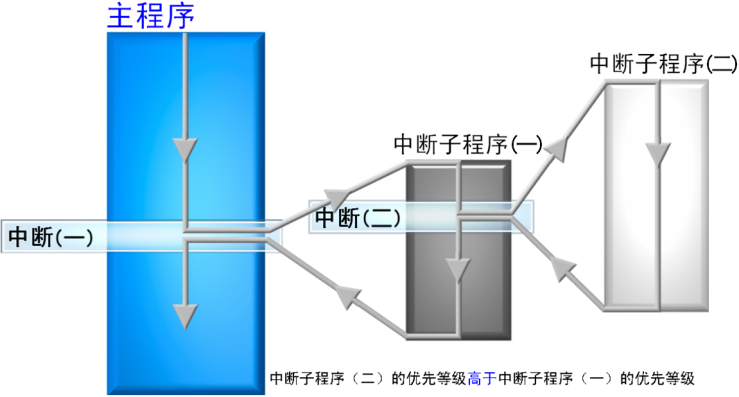 主程序
中断子程序(二)
中断子程序(一)
中断(二)
中断(一)
中断子程序（二）的优先等级高于中断子程序（一）的优先等级